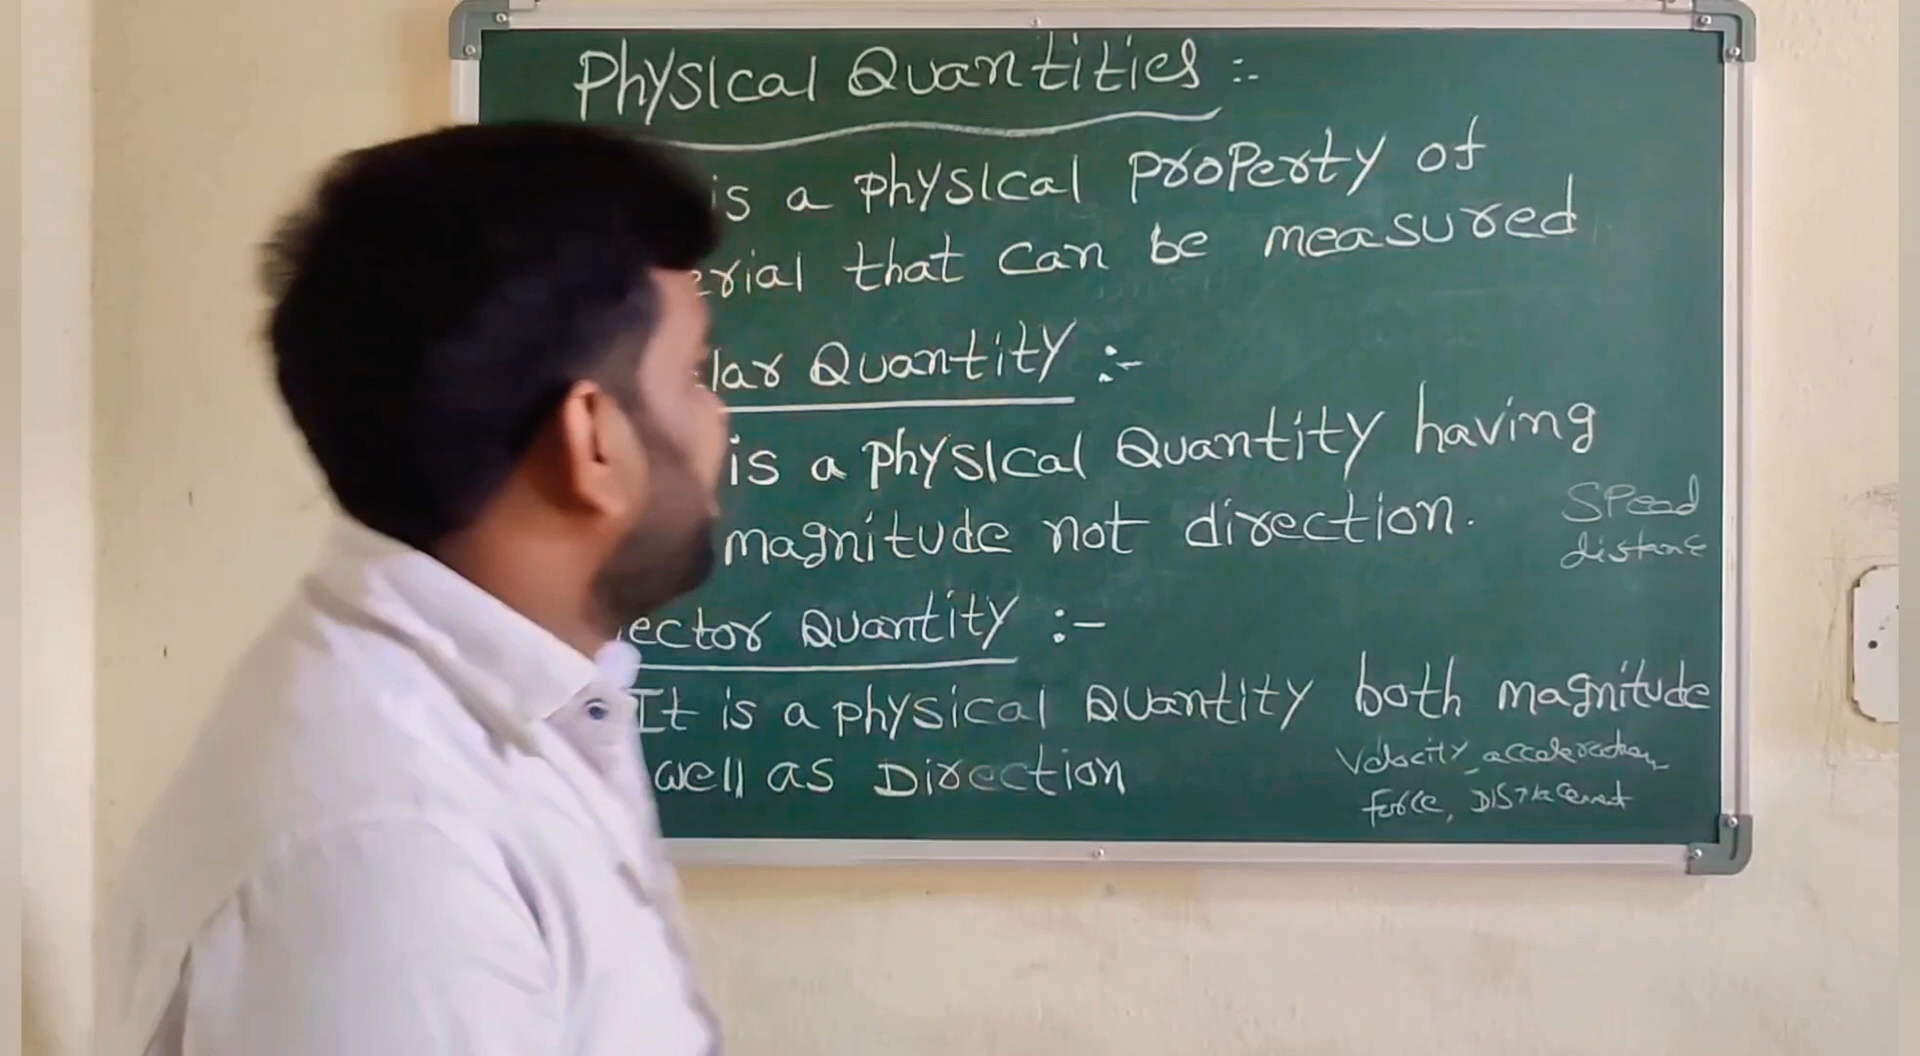 Physical Quantities :-
is a physical property of
erial that can be measured
lar Quantity :-
is a physical Quantity having
magnitude not direction.
Speed
distance
ector Quantity :-
It is a physical Quantity both magnitude
well as Direction
Velocity, acceleration,
force, Displacement